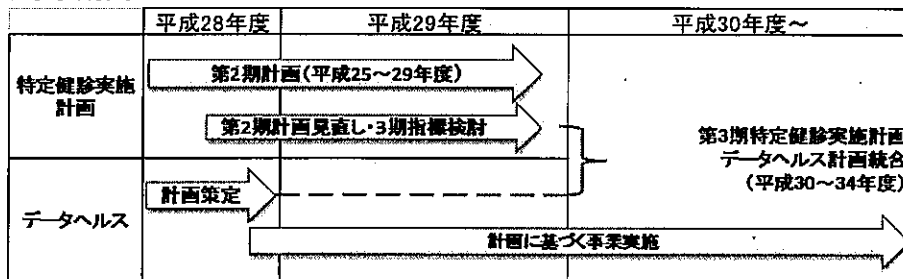 平成28年度
平成29年度
平成30年度～
特定健診実施
計画
第2期計画(平成25～29年度)
第2期計画見直し・3期指標検討
第3期特定健診実施計画
データヘルス計画統合
(平成30～34年度)
データヘルス
計画策定
計画に基づく事業実施